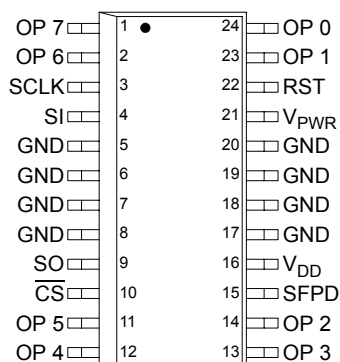 OP 7 1 24 OP 0
OP 6 2 23 OP 1
SCLK 3 22 RST
SI 4 21 VPWR
GND 5 20 GND
GND 6 19 GND
GND 7 18 GND
GND 8 17 GND
SO 9 16 VDD
C̅S̅ 10 15 SFPD
OP 5 11 14 OP 2
OP 4 12 13 OP 3